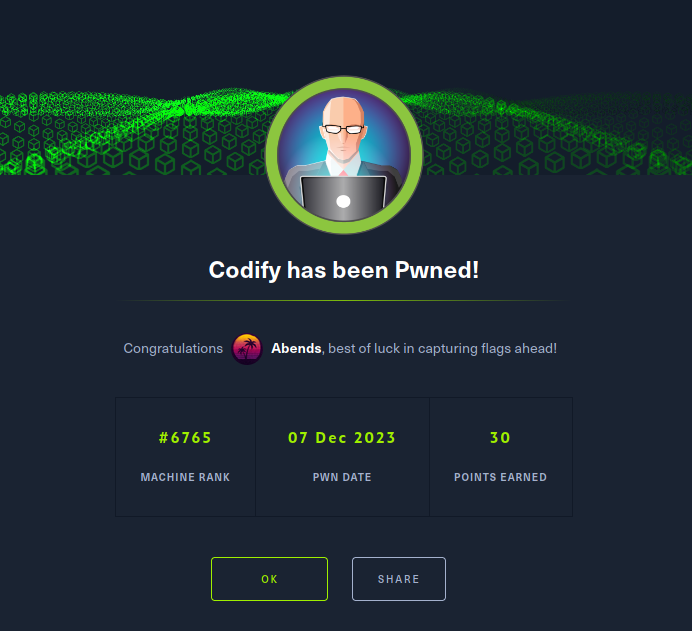 Codify has been Pwned!
Congratulations Abends, best of luck in capturing flags ahead!
#6765 07 Dec 2023 30
MACHINE RANK PWN DATE POINTS EARNED
OK SHARE